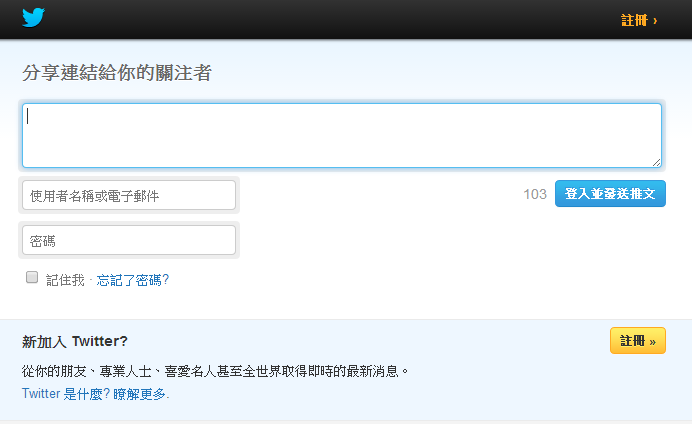 註冊 ›
分享連結給你的關注者
使用者名稱或電子郵件
103 登入並發送推文
密碼
記住我 · 忘記了密碼?
新加入 Twitter?
註冊 »
從你的朋友、專業人士、喜愛名人甚至全世界取得即時的最新消息。
Twitter 是什麼? 瞭解更多.